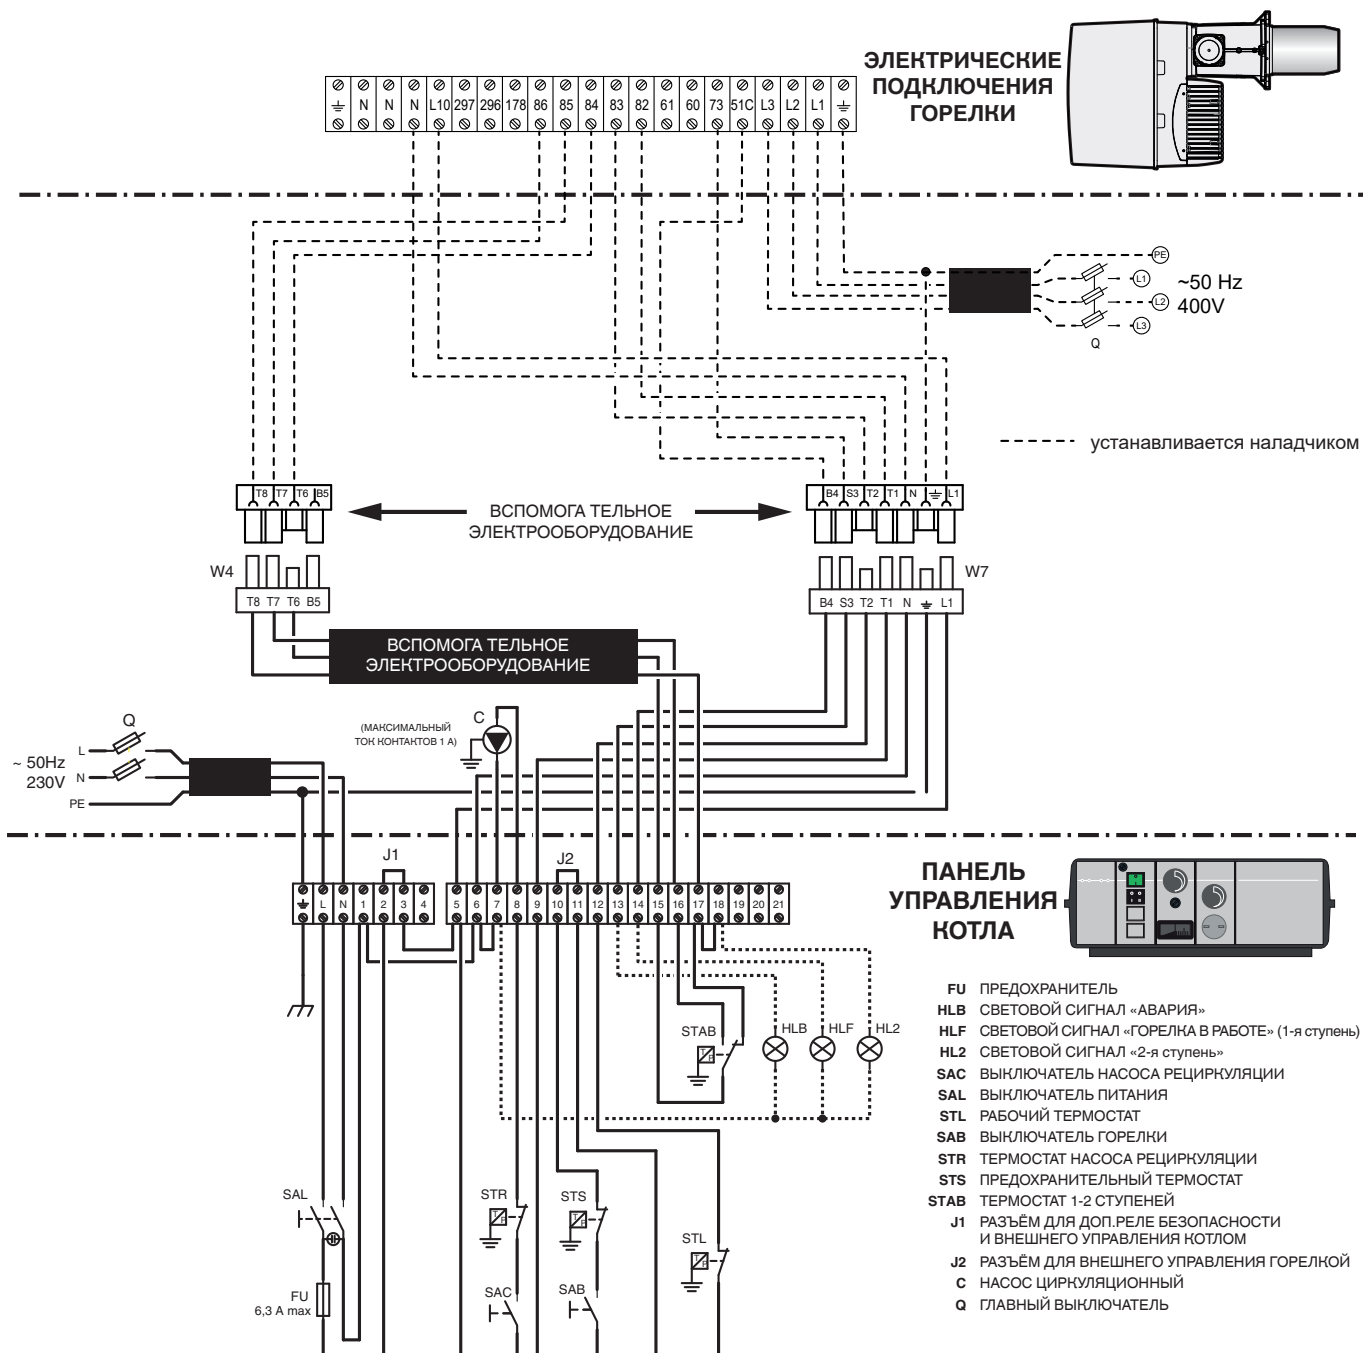 ЭЛЕКТРИЧЕСКИЕ
ПОДКЛЮЧЕНИЯ
ГОРЕЛКИ
N N N L10 297 296 178 86 85 84 83 82 61 60 73 51C L3 L2 L1
PE
L1
L2
L3
~50 Hz
400V
Q
устанавливается наладчиком
T8 T7 T6 B5
B4 S3 T2 T1 N L1
ВСПОМОГА ТЕЛЬНОЕ
ЭЛЕКТРООБОРУДОВАНИЕ
W4
W7
T8 T7 T6 B5
B4 S3 T2 T1 N L1
ВСПОМОГА ТЕЛЬНОЕ
ЭЛЕКТРООБОРУДОВАНИЕ
Q
L
~ 50Hz
230V
N
PE
(МАКСИМАЛЬНЫЙ
ТОК КОНТАКТОВ 1 А)
C
J1
J2
L N 1 2 3 4 5 6 7 8 9 10 11 12 13 14 15 16 17 18 19 20 21
ПАНЕЛЬ
УПРАВЛЕНИЯ
КОТЛА
STAB
HLB
HLF
HL2
SAL
FU
6,3 A max
STR
SAC
STS
SAB
STL
FU ПРЕДОХРАНИТЕЛЬ
HLB СВЕТОВОЙ СИГНАЛ «АВАРИЯ»
HLF СВЕТОВОЙ СИГНАЛ «ГОРЕЛКА В РАБОТЕ» (1-я ступень)
HL2 СВЕТОВОЙ СИГНАЛ «2-я ступень»
SAC ВЫКЛЮЧАТЕЛЬ НАСОСА РЕЦИРКУЛЯЦИИ
SAL ВЫКЛЮЧАТЕЛЬ ПИТАНИЯ
STL РАБОЧИЙ ТЕРМОСТАТ
SAB ВЫКЛЮЧАТЕЛЬ ГОРЕЛКИ
STR ТЕРМОСТАТ НАСОСА РЕЦИРКУЛЯЦИИ
STS ПРЕДОХРАНИТЕЛЬНЫЙ ТЕРМОСТАТ
STAB ТЕРМОСТАТ 1-2 СТУПЕНЕЙ
J1 РАЗЪЁМ ДЛЯ ДОП.РЕЛЕ БЕЗОПАСНОСТИ
И ВНЕШНЕГО УПРАВЛЕНИЯ КОТЛОМ
J2 РАЗЪЁМ ДЛЯ ВНЕШНЕГО УПРАВЛЕНИЯ ГОРЕЛКОЙ
C НАСОС ЦИРКУЛЯЦИОННЫЙ
Q ГЛАВНЫЙ ВЫКЛЮЧАТЕЛЬ